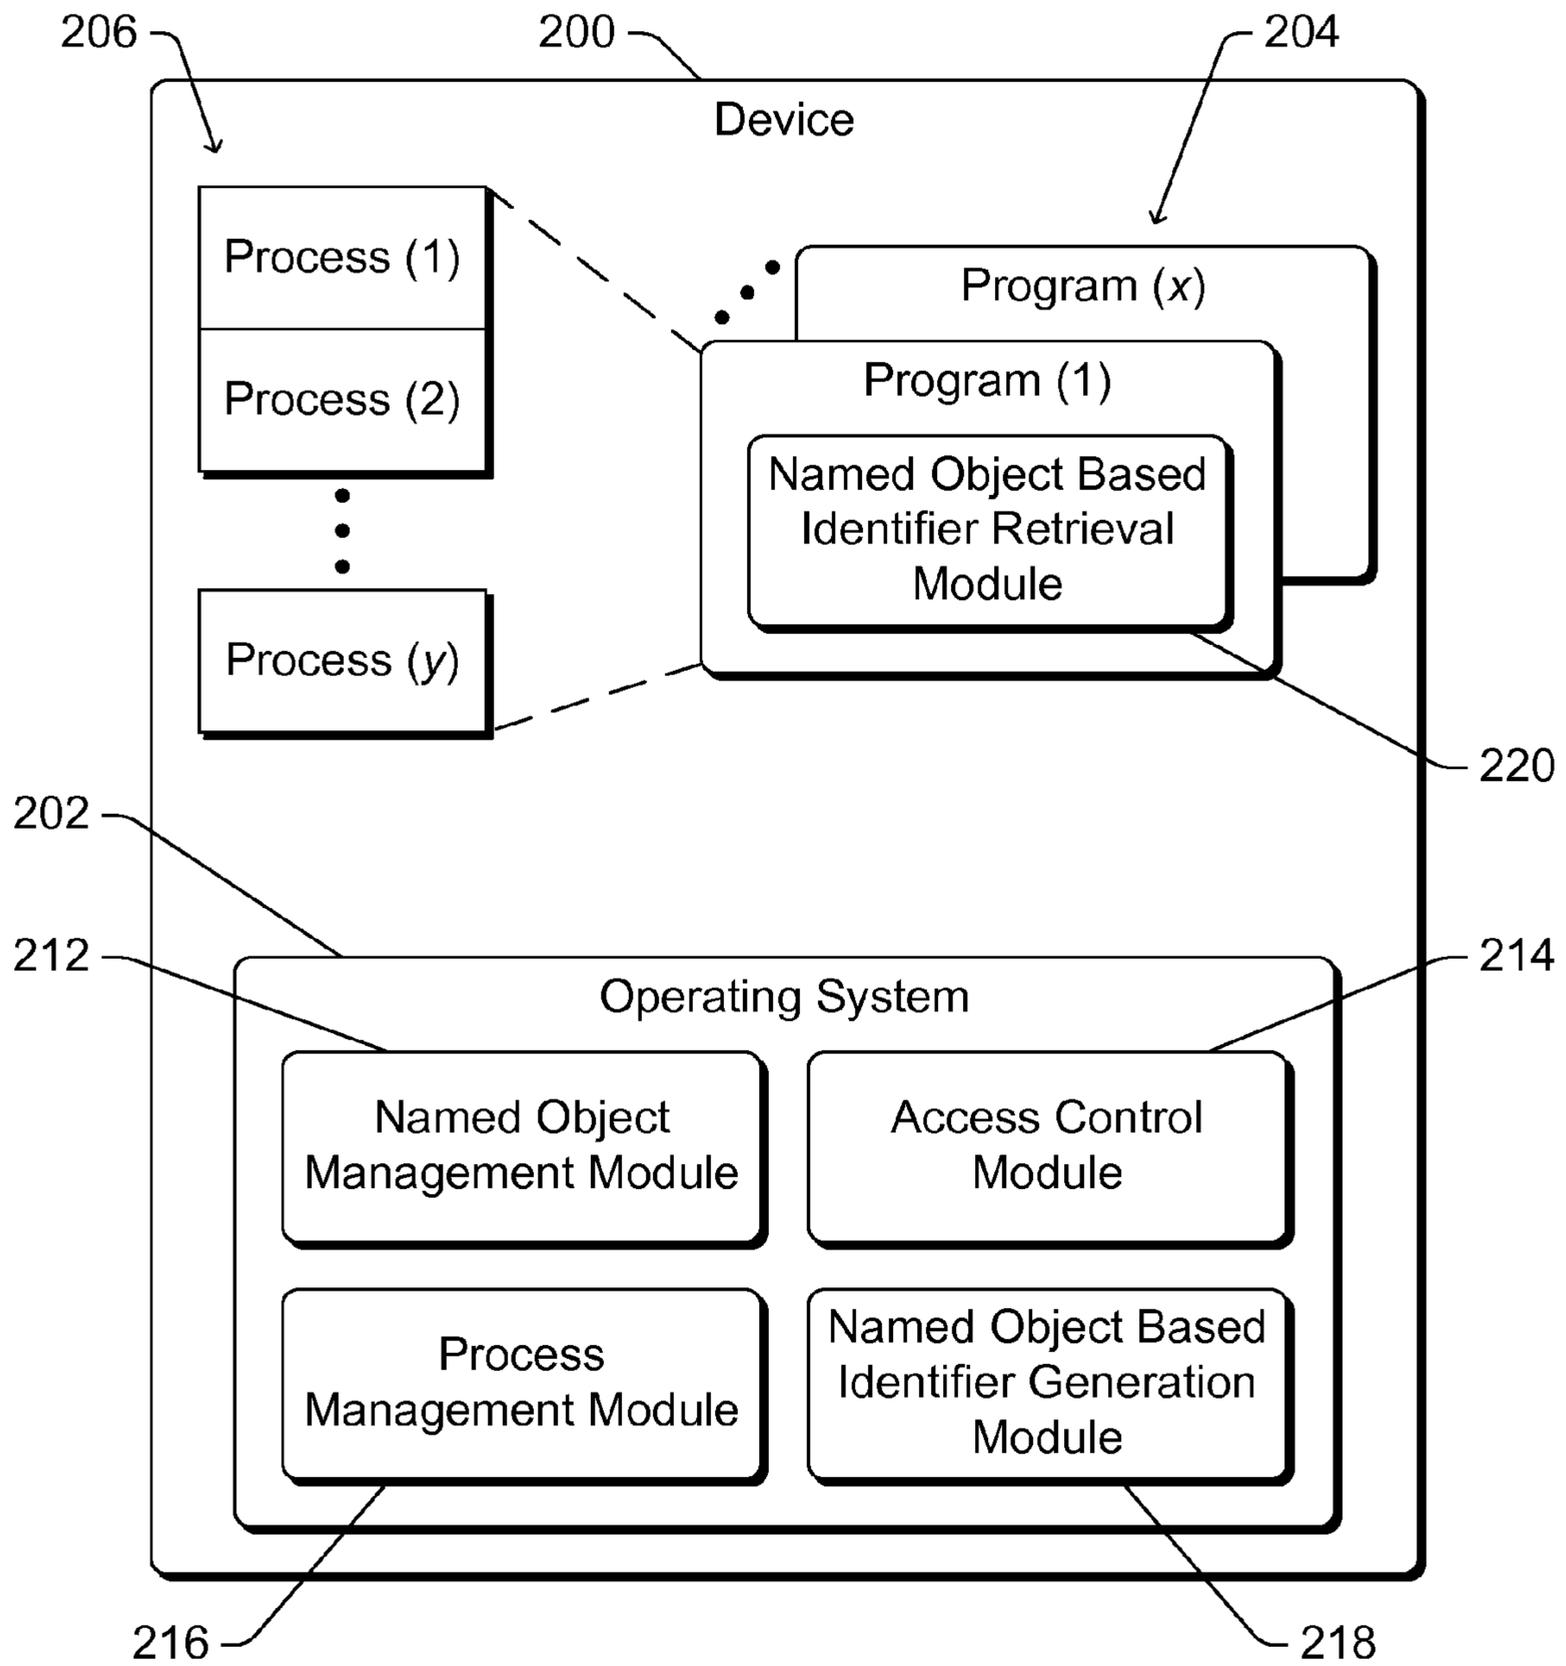 206
200
204
Device
Process (1)
Process (2)
Process (y)
Program (x)
Program (1)
Named Object Based
Identifier Retrieval
Module
220
202
212
214
Operating System
Named Object
Management Module
Access Control
Module
Process
Management Module
Named Object Based
Identifier Generation
Module
216
218